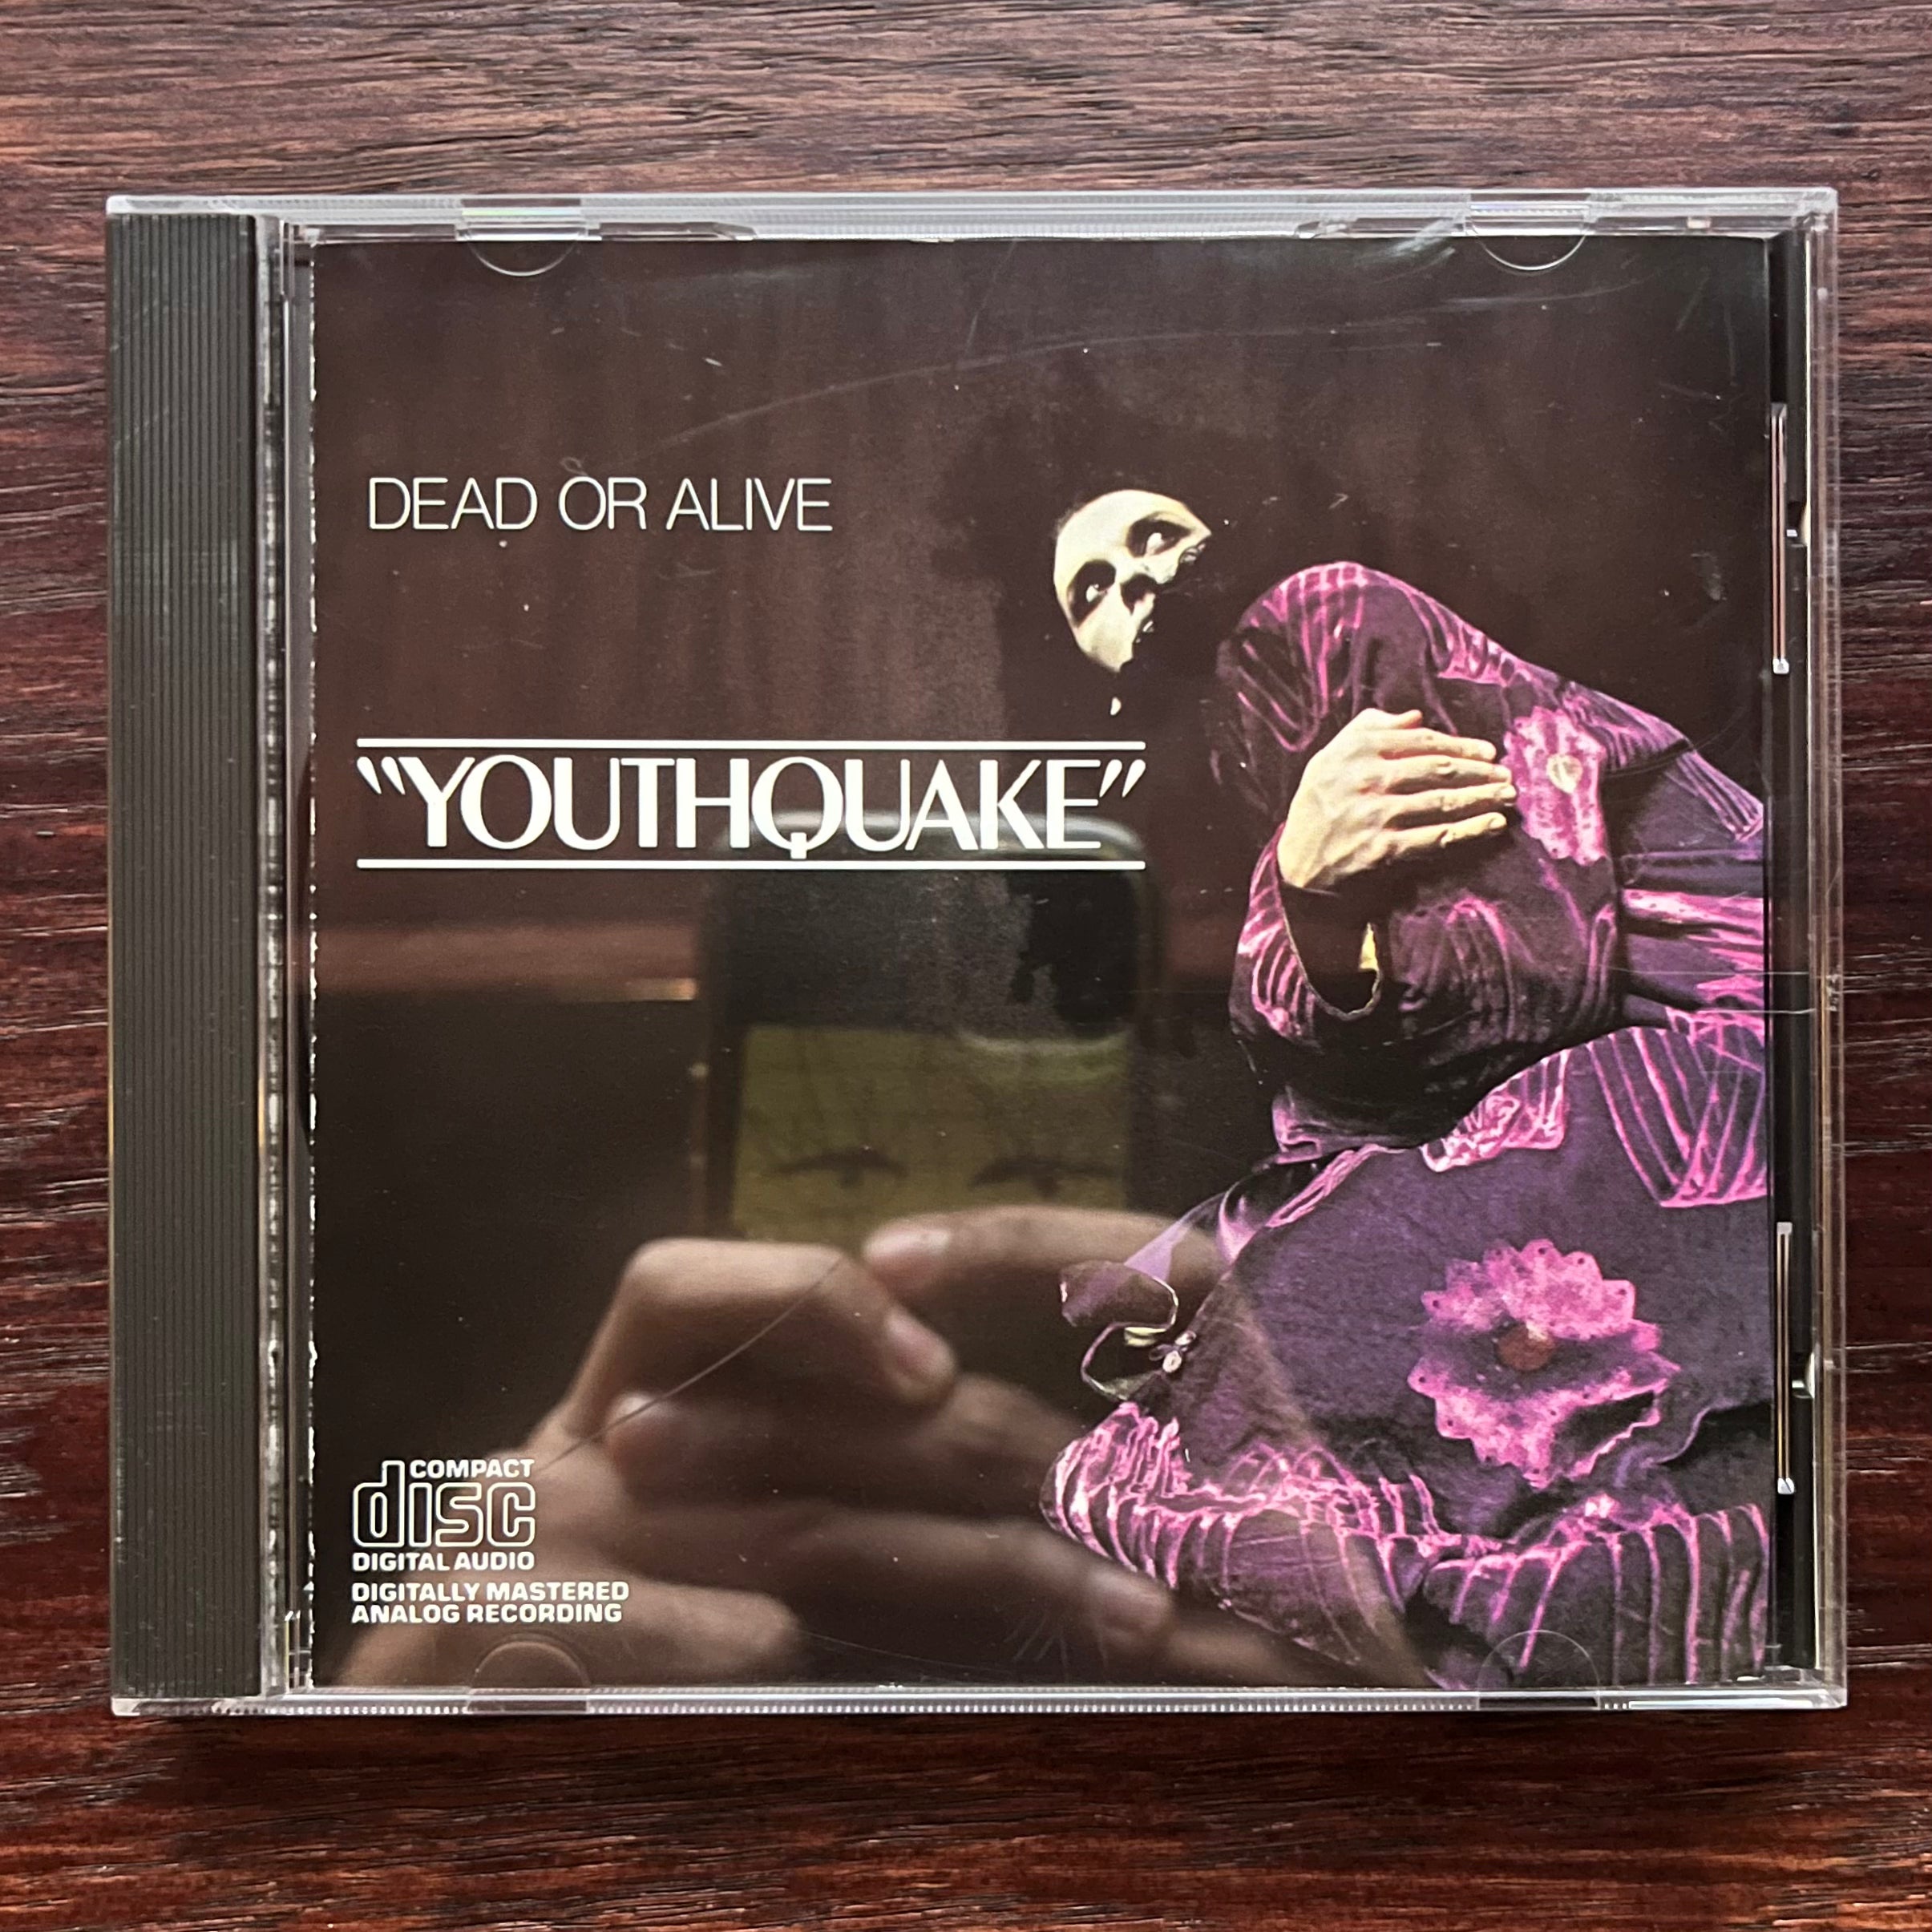 DEAD OR ALIVE
"YOUTHQUAKE"
COMPACT
disc
DIGITAL AUDIO
DIGITALLY MASTERED
ANALOG RECORDING